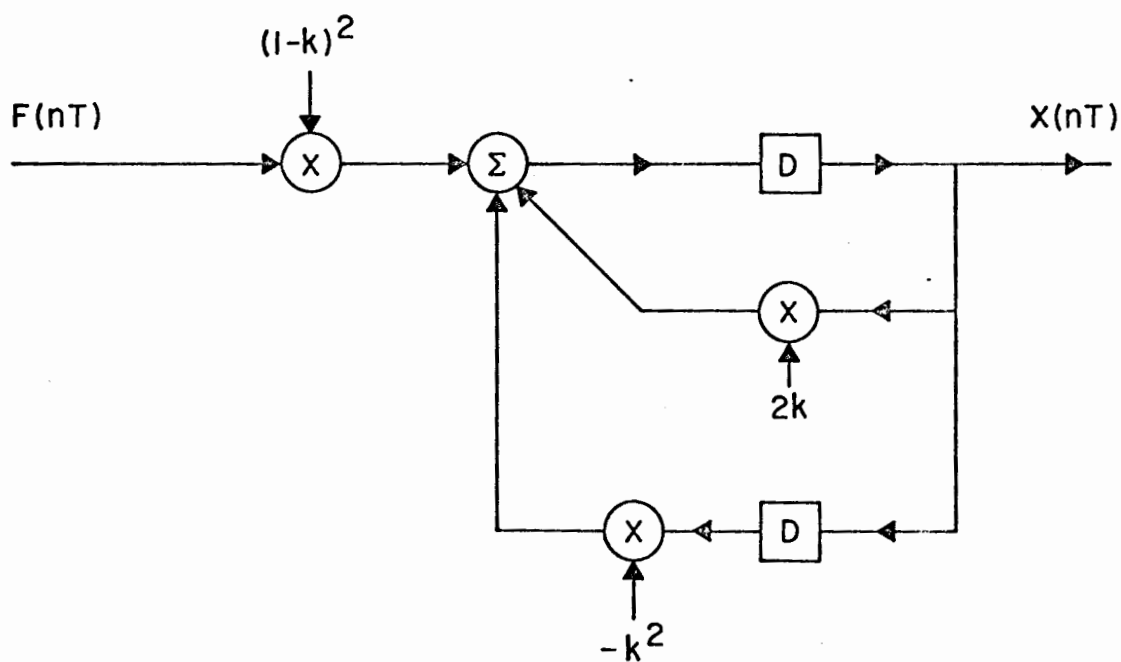 (1-k)²
F(nT)
X(nT)
X
Σ
D
X
2k
X
D
-k²